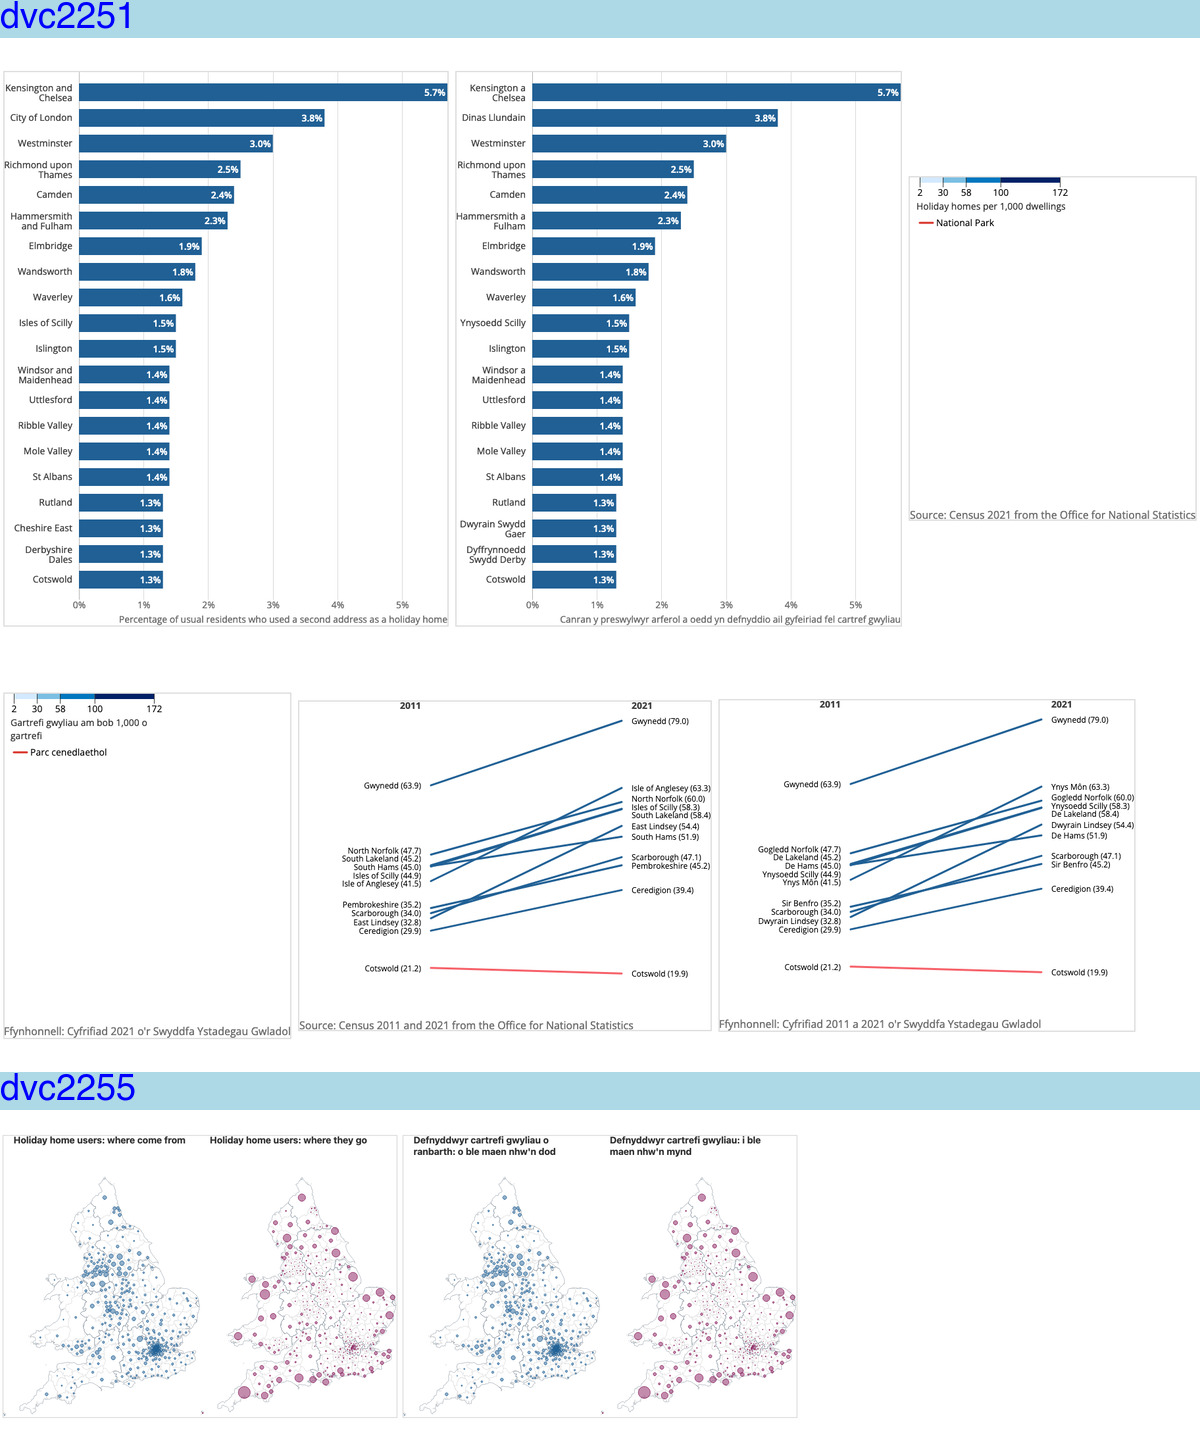 dvc2251
Kensington and
Chelsea
5.7%
City of London
3.8%
Westminster
3.0%
Richmond upon
Thames
2.5%
Camden
2.4%
Hammersmith
and Fulham
2.3%
Elmbridge
1.9%
Wandsworth
1.8%
Waverley
1.6%
Isles of Scilly
1.5%
Islington
1.5%
Windsor and
Maidenhead
1.4%
Uttlesford
1.4%
Ribble Valley
1.4%
Mole Valley
1.4%
St Albans
1.4%
Rutland
1.3%
Cheshire East
1.3%
Derbyshire
Dales
1.3%
Cotswold
1.3%
0% 1% 2% 3% 4% 5%
Percentage of usual residents who used a second address as a holiday home
Kensington a
Chelsea
5.7%
Dinas Llundain
3.8%
Westminster
3.0%
Richmond upon
Thames
2.5%
Camden
2.4%
Hammersmith a
Fulham
2.3%
Elmbridge
1.9%
Wandsworth
1.8%
Waverley
1.6%
Ynysoedd Scilly
1.5%
Islington
1.5%
Windsor a
Maidenhead
1.4%
Uttlesford
1.4%
Ribble Valley
1.4%
Mole Valley
1.4%
St Albans
1.4%
Rutland
1.3%
Dwyrain Swydd
Gaer
1.3%
Dyffrynnoedd
Swydd Derby
1.3%
Cotswold
1.3%
0% 1% 2% 3% 4% 5%
Canran y preswylwyr arferol a oedd yn defnyddio ail gyfeiriad fel cartref gwyliau
2 30 58 100 172
Holiday homes per 1,000 dwellings
National Park
Source: Census 2021 from the Office for National Statistics
2 30 58 100 172
Gartrefi gwyliau am bob 1,000 o
gartrefi
Parc cenedlaethol
Ffynhonnell: Cyfrifiad 2021 o'r Swyddfa Ystadegau Gwladol
2011 2021
Gwynedd (79.0)
Gwynedd (63.9)
Isle of Anglesey (63.3)
North Norfolk (60.0)
Isles of Scilly (58.3)
South Lakeland (58.4)
East Lindsey (54.4)
South Hams (51.9)
North Norfolk (47.7)
South Lakeland (45.2)
South Hams (45.0)
Isles of Scilly (44.9)
Isle of Anglesey (41.5)
Scarborough (47.1)
Pembrokeshire (45.2)
Ceredigion (39.4)
Pembrokeshire (35.2)
Scarborough (34.0)
East Lindsey (32.8)
Ceredigion (29.9)
Cotswold (21.2)
Cotswold (19.9)
Source: Census 2011 and 2021 from the Office for National Statistics
2011 2021
Gwynedd (79.0)
Gwynedd (63.9)
Ynys Môn (63.3)
Gogledd Norfolk (60.0)
Ynysoedd Scilly (58.3)
De Lakeland (58.4)
Dwyrain Lindsey (54.4)
De Hams (51.9)
Gogledd Norfolk (47.7)
De Lakeland (45.2)
De Hams (45.0)
Ynysoedd Scilly (44.9)
Ynys Môn (41.5)
Scarborough (47.1)
Sir Benfro (45.2)
Ceredigion (39.4)
Sir Benfro (35.2)
Scarborough (34.0)
Dwyrain Lindsey (32.8)
Ceredigion (29.9)
Cotswold (21.2)
Cotswold (19.9)
Ffynhonnell: Cyfrifiad 2011 a 2021 o'r Swyddfa Ystadegau Gwladol
dvc2255
Holiday home users: where come from
Holiday home users: where they go
Defnyddwyr cartrefi gwyliau o
ranbarth: o ble maen nhw'n dod
Defnyddwyr cartrefi gwyliau: i ble
maen nhw'n mynd